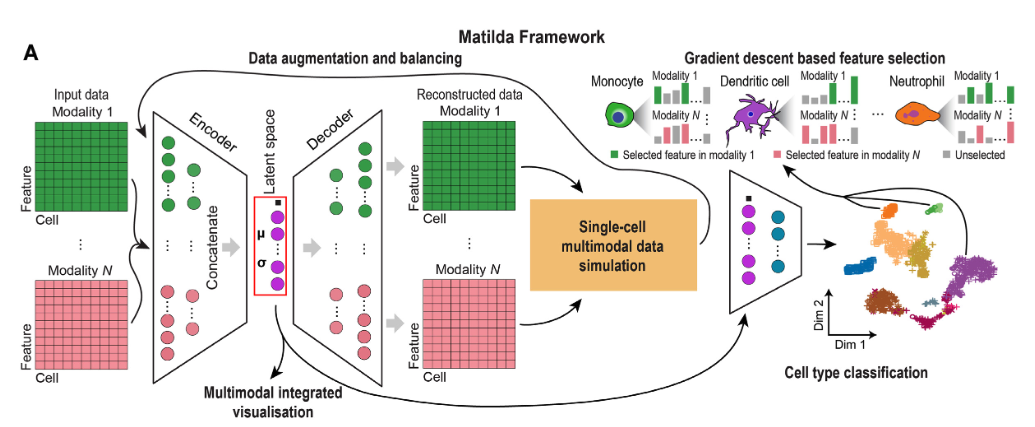 Matilda Framework
A
Data augmentation and balancing
Gradient descent based feature selection
Input data
Modality 1
Feature
Cell
⋮
Modality N
Feature
Cell
Encoder
Concatenate
Latent space
μ
σ
Decoder
Reconstructed data
Modality 1
Feature
Cell
⋮
Modality N
Feature
Cell
Multimodal integrated
visualisation
Single-cell
multimodal data
simulation
Monocyte
Modality 1
Modality N
Dendritic cell
Modality 1
Modality N
...
Neutrophil
Modality 1
Modality N
Selected feature in modality 1
Selected feature in modality N
Unselected
Dim 2
Dim 1
Cell type classification